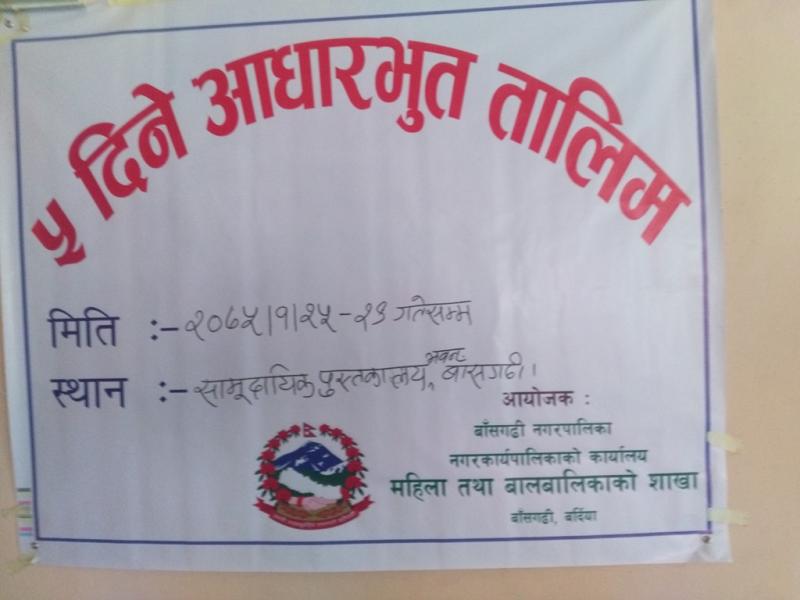 ५ दिने आधारभुत तालिम
मिति :- २०७५।१।२५-२९ गतेसम्म
स्थान :- सामूदायिक पुस्तकालय, भवन बासगढी।
आयोजक :
बाँसगढी नगरपालिका
नगरकार्यपालिकाको कार्यालय
महिला तथा बालबालिकाको शाखा
बाँसगढी, बर्दिया